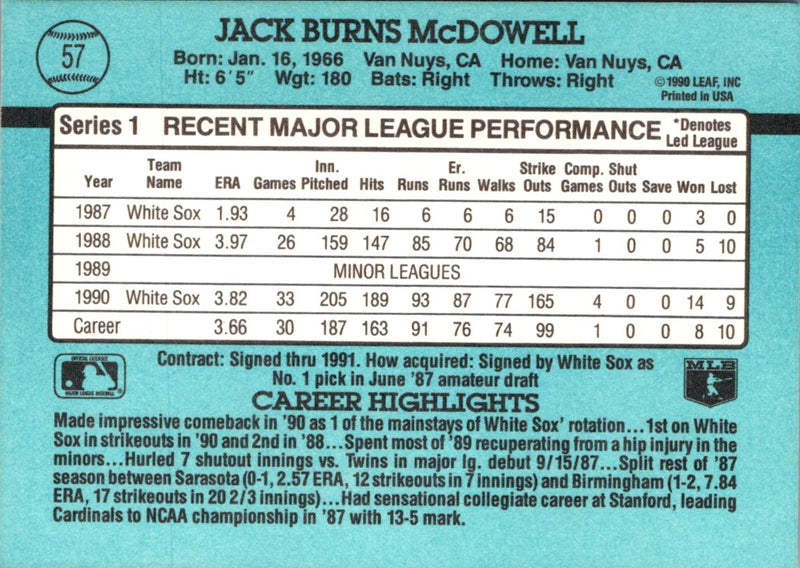 57
JACK BURNS McDOWELL
Born: Jan. 16, 1966 Van Nuys, CA Home: Van Nuys, CA
Ht: 6'5" Wgt: 180 Bats: Right Throws: Right
©1990 LEAF, INC
Printed in USA
Series 1 RECENT MAJOR LEAGUE PERFORMANCE *Denotes Led League
Year Team Name ERA Games Inn. Pitched Hits Runs Er. Runs Walks Strike Outs Comp. Games Shut Outs Save Won Lost
1987 White Sox 1.93 4 28 16 6 6 6 15 0 0 0 3 0
1988 White Sox 3.97 26 159 147 85 70 68 84 1 0 0 5 10
1989 MINOR LEAGUES
1990 White Sox 3.82 33 205 189 93 87 77 165 4 0 0 14 9
Career 3.66 30 187 163 91 76 74 99 1 0 0 8 10
Contract: Signed thru 1991. How acquired: Signed by White Sox as
No. 1 pick in June '87 amateur draft
OFFICIAL LICENSEE
MAJOR LEAGUE BASEBALL
MLB
CAREER HIGHLIGHTS
Made impressive comeback in '90 as 1 of the mainstays of White Sox' rotation...1st on White
Sox in strikeouts in '90 and 2nd in '88...Spent most of '89 recuperating from a hip injury in the
minors...Hurled 7 shutout innings vs. Twins in major lg. debut 9/15/87...Split rest of '87
season between Sarasota (0-1, 2.57 ERA, 12 strikeouts in 7 innings) and Birmingham (1-2, 7.84
ERA, 17 strikeouts in 20 2/3 innings)...Had sensational collegiate career at Stanford, leading
Cardinals to NCAA championship in '87 with 13-5 mark.